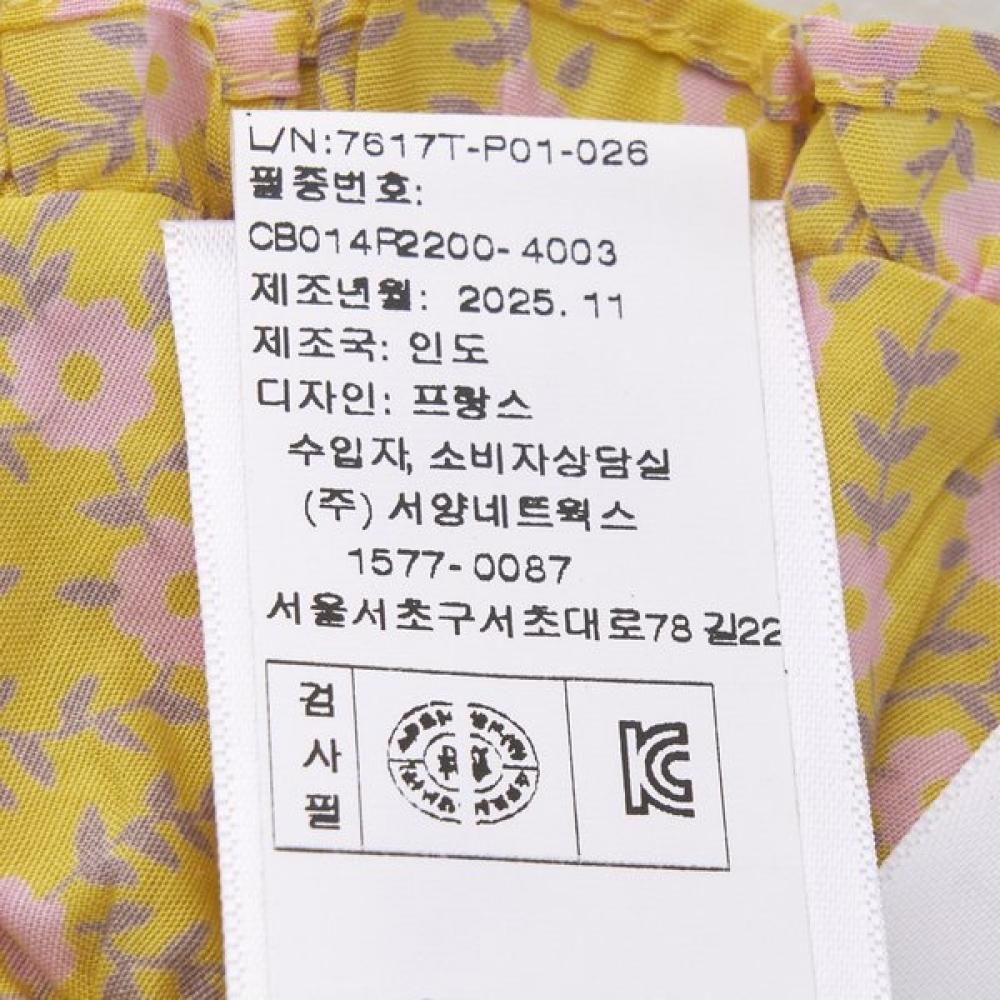 L/N:7617T-P01-026
필증번호:
CB014R2200-4003
제조년월: 2025.11
제조국: 인도
디자인: 프랑스
수입자, 소비자상담실
(주) 서양네트웍스
1577-0087
서울서초구서초대로78길22
검
사
필
KC